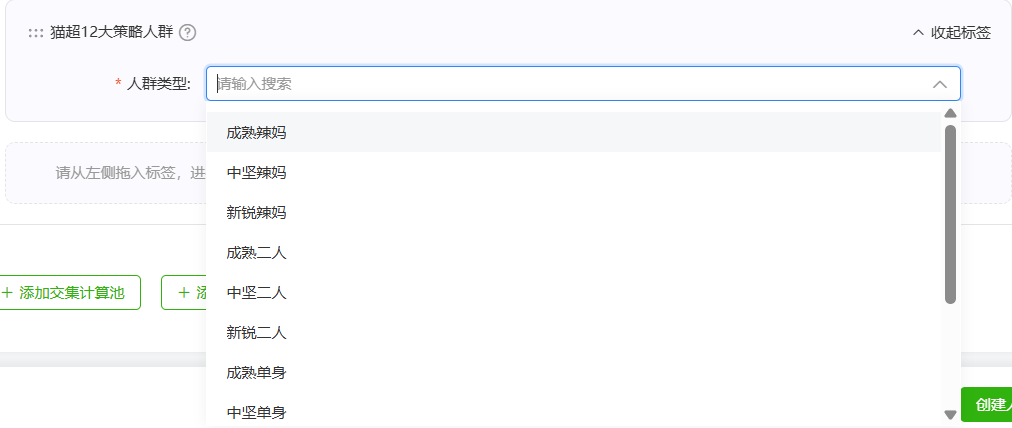 猫超12大策略人群
收起标签
* 人群类型:
请输入搜索
成熟辣妈
请从左侧拖入标签，进
中坚辣妈
新锐辣妈
成熟二人
添加交集计算池
中坚二人
新锐二人
成熟单身
中坚单身
创建